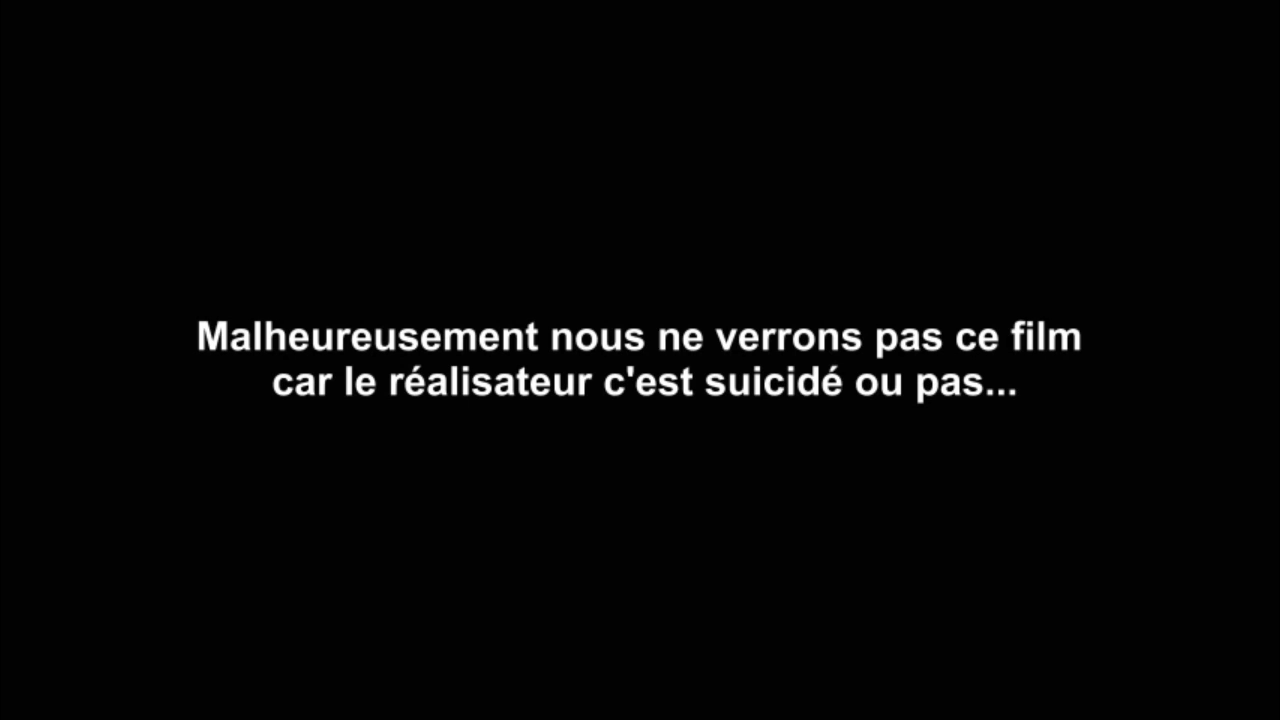 Malheureusement nous ne verrons pas ce film
car le réalisateur c'est suicidé ou pas...